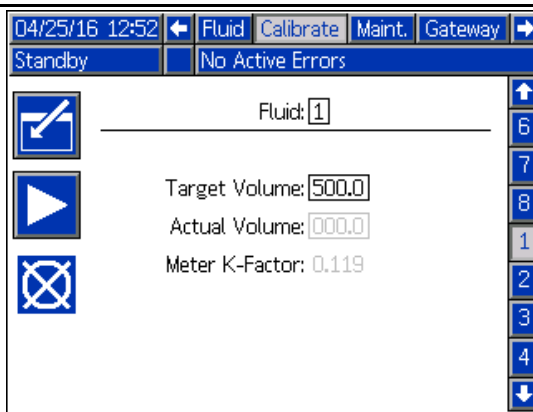 04/25/16 12:52 Fluid Calibrate Maint. Gateway
Standby No Active Errors
Fluid: 1
Target Volume: 500.0
Actual Volume: 000.0
Meter K-Factor: 0.119
6
7
8
1
2
3
4